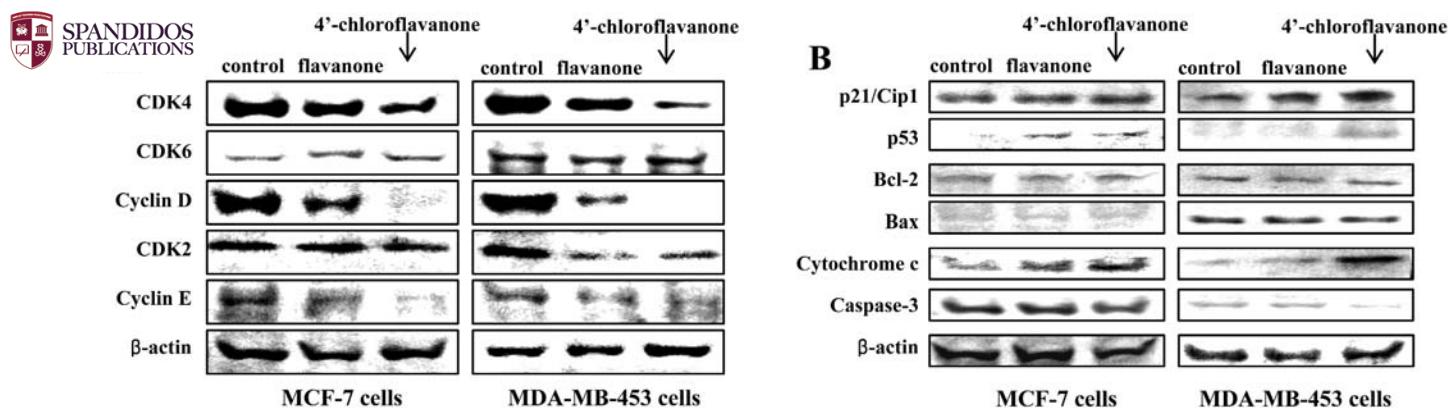 SPANDIDOS
PUBLICATIONS
4’-chloroflavanone
control flavanone
4’-chloroflavanone
control flavanone
CDK4
CDK6
Cyclin D
CDK2
Cyclin E
β-actin
MCF-7 cells
MDA-MB-453 cells
B
4’-chloroflavanone
control flavanone
4’-chloroflavanone
control flavanone
p21/Cip1
p53
Bcl-2
Bax
Cytochrome c
Caspase-3
β-actin
MCF-7 cells
MDA-MB-453 cells